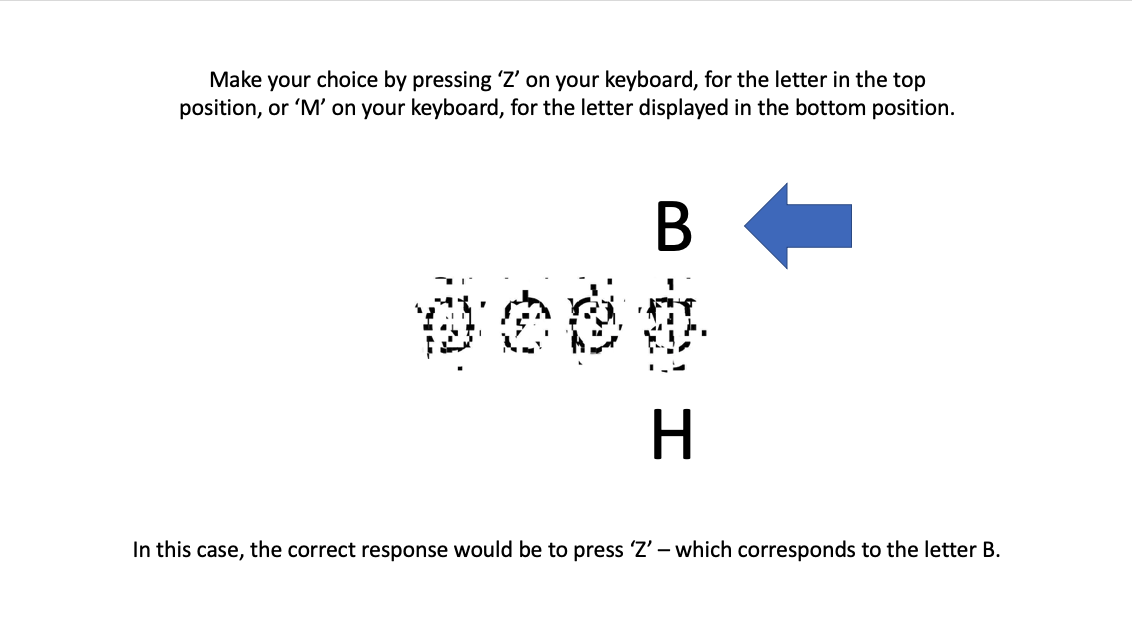 Make your choice by pressing ‘Z’ on your keyboard, for the letter in the top
position, or ‘M’ on your keyboard, for the letter displayed in the bottom position.
B
H
In this case, the correct response would be to press ‘Z’ – which corresponds to the letter B.